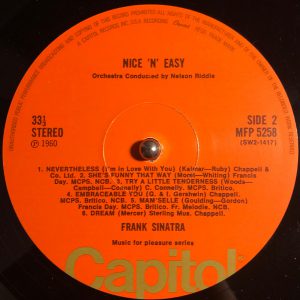 NICE 'N' EASY
Orchestra Conducted by Nelson Riddle
33⅓
STEREO
℗ 1960
SIDE 2
MFP 5258
(SW2-1417)
1. NEVERTHELESS (I'm In Love With You) (Kalmar—Ruby) Chappell &
Co. Ltd. 2. SHE'S FUNNY THAT WAY (Moret—Whiting) Francis
Day. MCPS. NCB. 3. TRY A LITTLE TENDERNESS (Woods—
Campbell—Connelly) C. Connelly. MCPS. Britico.
4. EMBRACEABLE YOU (G. & I. Gershwin) Chappell.
MCPS. Britico. NCB. 5. MAM'SELLE (Goulding—Gordon)
Francis Day. MCPS. Britico. Fr. Melodie. NCB.
6. DREAM (Mercer) Sterling Mus. Chappell.
FRANK SINATRA
Music for pleasure series
Capitol